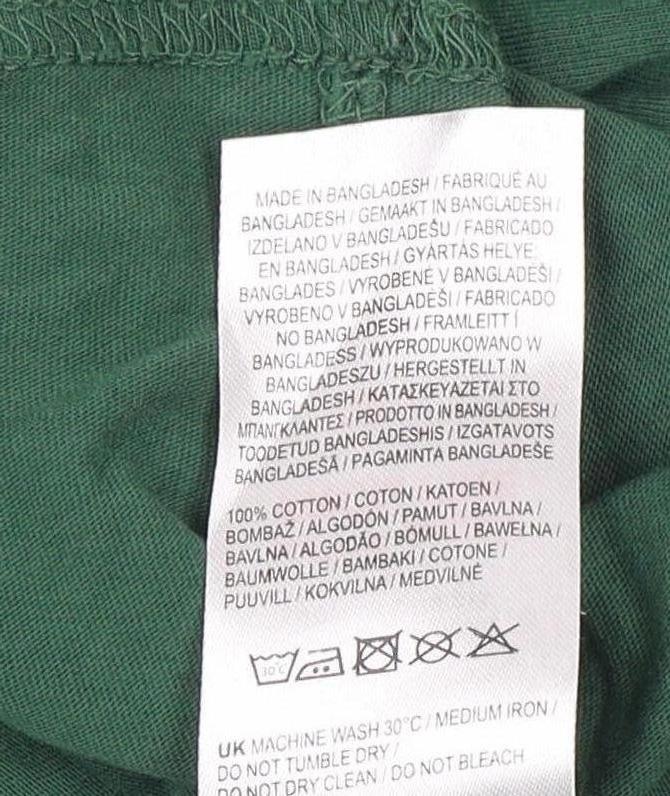 MADE IN BANGLADESH / FABRIQUÉ AU
BANGLADESH / GEMAAKT IN BANGLADESH /
IZDELANO V BANGLADEŠU / FABRICADO
EN BANGLADESH / GYÁRTÁS HELYE:
BANGLADES / VYROBENÉ V BANGLADÉŠI /
VYROBENO V BANGLADÉŠI / FABRICADO
NO BANGLADESH / FRAMLEITT Í
BANGLADESS / WYPRODUKOWANO W
BANGLADESZU / HERGESTELLT IN
BANGLADESH / ΚΑΤΑΣΚΕΥΑΖΕΤΑΙ ΣΤΟ
ΜΠΑΝΓΚΛΑΝΤΕΣ / PRODOTTO IN BANGLADESH /
TOODETUD BANGLADESHIS / IZGATAVOTS
BANGLADEŠĀ / PAGAMINTA BANGLADEŠE
100% COTTON / COTON / KATOEN /
BOMBAŽ / ALGODÓN / PAMUT / BAVLNA /
BAVLNA / ALGODÃO / BÓMULL / BAWEŁNA /
BAUMWOLLE / BAMBAKI / COTONE /
PUUVILL / KOKVILNA / MEDVILNĖ
30°C
UK MACHINE WASH 30°C / MEDIUM IRON /
DO NOT TUMBLE DRY /
DO NOT DRY CLEAN / DO NOT BLEACH